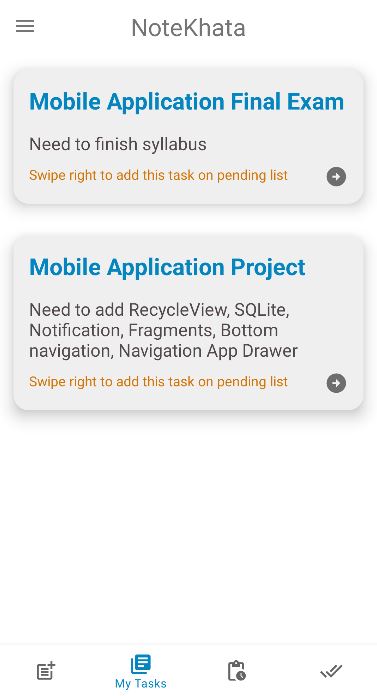 NoteKhata
Mobile Application Final Exam
Need to finish syllabus
Swipe right to add this task on pending list
Mobile Application Project
Need to add RecycleView, SQLite,
Notification, Fragments, Bottom
navigation, Navigation App Drawer
Swipe right to add this task on pending list
My Tasks